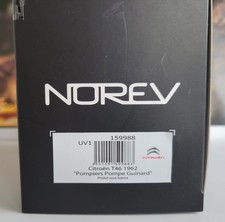 NOREV
159988
UV1
Citroën T46 1962
"Pompiers Pompe Guinard"